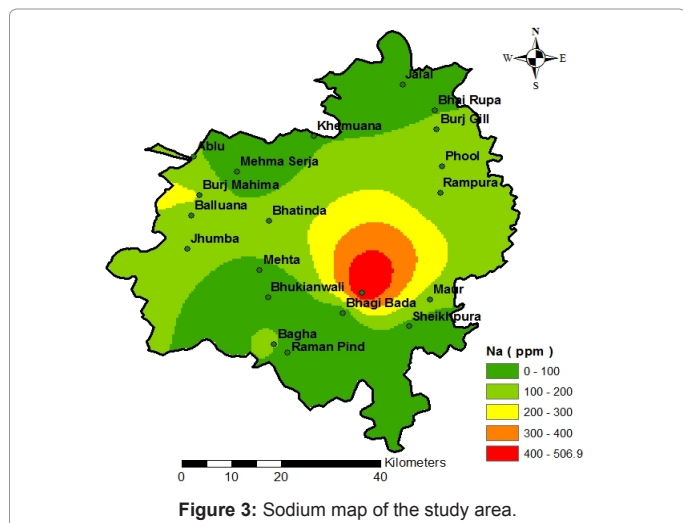 N
W E
S
Jalal
Bhai Rupa
Burj Gill
Khemuana
Ablu
Mehma Serja
Phool
Burj Mahima
Rampura
Balluana
Bhatinda
Jhumba
Mehta
Bhukianwali
Maur
Bhagi Bada
Sheikhpura
Bagha
Raman Pind
Na ( ppm )
0 - 100
100 - 200
200 - 300
300 - 400
400 - 506.9
Kilometers
0 10 20 40
Figure 3: Sodium map of the study area.